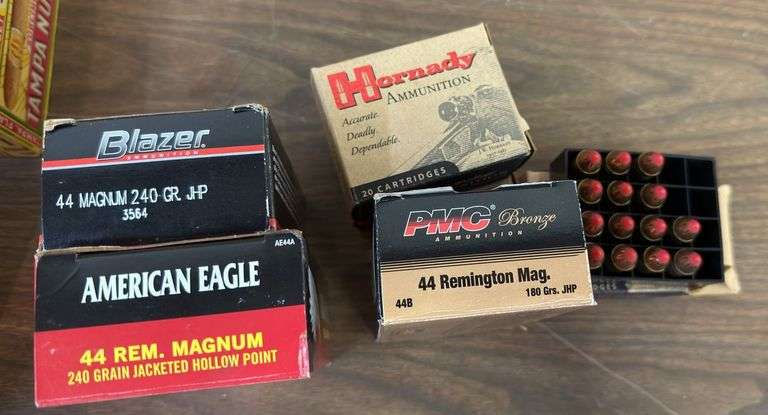 TAMPA NU
Blazer
AMMUNITION
44 MAGNUM 240 GR. JHP
3564
AE44A
AMERICAN EAGLE
44 REM. MAGNUM
240 GRAIN JACKETED HOLLOW POINT
Hornady
AMMUNITION
Accurate.
Deadly.
Dependable.
20 CARTRIDGES
PMC Bronze
AMMUNITION
44 Remington Mag.
44B
180 Grs. JHP